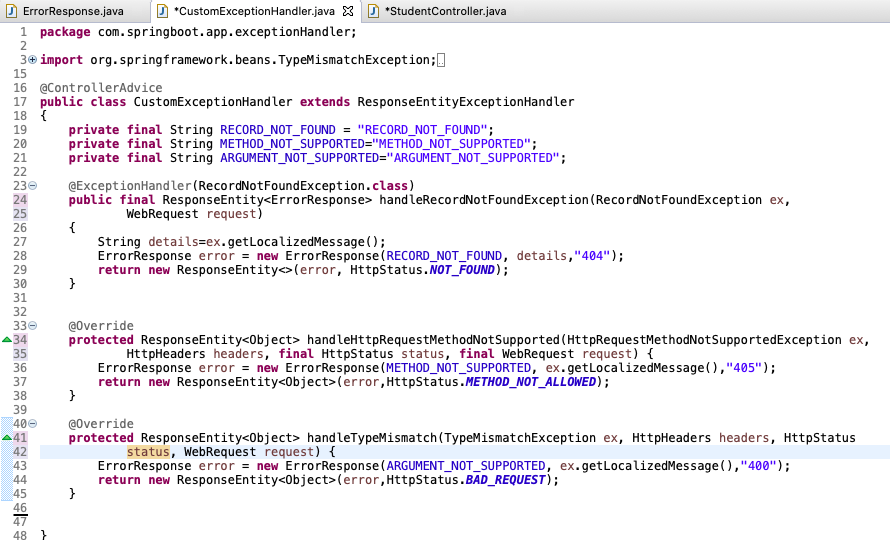 ErrorResponse.java *CustomExceptionHandler.java *StudentController.java
1 package com.springboot.app.exceptionHandler;
2
3 import org.springframework.beans.TypeMismatchException;
15
16 @ControllerAdvice
17 public class CustomExceptionHandler extends ResponseEntityExceptionHandler
18 {
19 private final String RECORD_NOT_FOUND = "RECORD_NOT_FOUND";
20 private final String METHOD_NOT_SUPPORTED="METHOD_NOT_SUPPORTED";
21 private final String ARGUMENT_NOT_SUPPORTED="ARGUMENT_NOT_SUPPORTED";
22
23 @ExceptionHandler(RecordNotFoundException.class)
24 public final ResponseEntity<ErrorResponse> handleRecordNotFoundException(RecordNotFoundException ex,
25 WebRequest request)
26 {
27 String details=ex.getLocalizedMessage();
28 ErrorResponse error = new ErrorResponse(RECORD_NOT_FOUND, details,"404");
29 return new ResponseEntity<>(error, HttpStatus.NOT_FOUND);
30 }
31
32
33 @Override
34 protected ResponseEntity<Object> handleHttpRequestMethodNotSupported(HttpRequestMethodNotSupportedException ex,
35 HttpHeaders headers, final HttpStatus status, final WebRequest request) {
36 ErrorResponse error = new ErrorResponse(METHOD_NOT_SUPPORTED, ex.getLocalizedMessage(),"405");
37 return new ResponseEntity<Object>(error,HttpStatus.METHOD_NOT_ALLOWED);
38 }
39
40 @Override
41 protected ResponseEntity<Object> handleTypeMismatch(TypeMismatchException ex, HttpHeaders headers, HttpStatus
42 status, WebRequest request) {
43 ErrorResponse error = new ErrorResponse(ARGUMENT_NOT_SUPPORTED, ex.getLocalizedMessage(),"400");
44 return new ResponseEntity<Object>(error,HttpStatus.BAD_REQUEST);
45 }
46
47
48 }